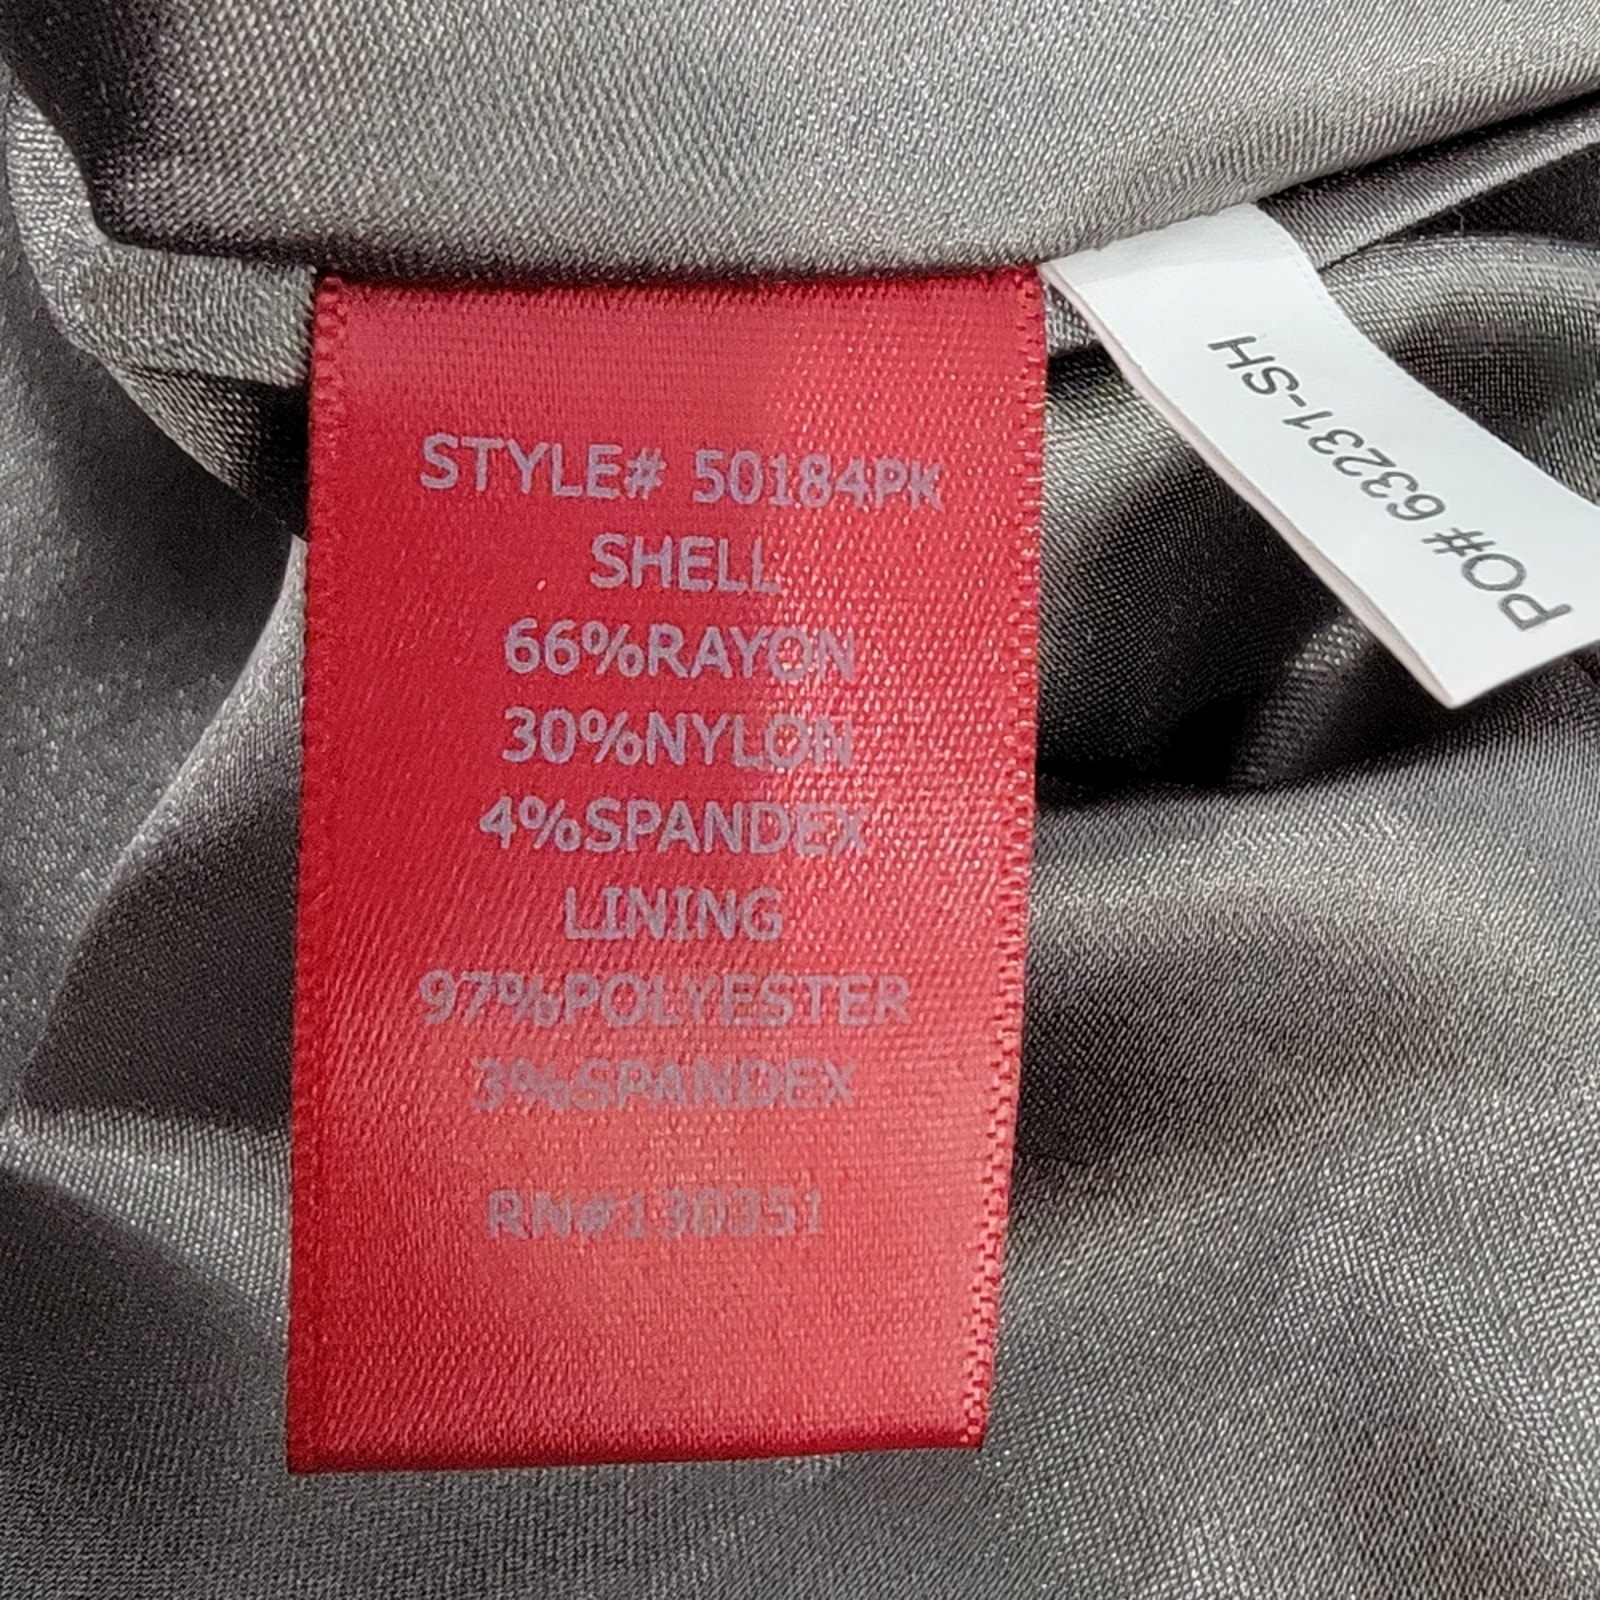 STYLE# 50184PK
SHELL
66%RAYON
30%NYLON
4%SPANDEX
LINING
97%POLYESTER
3%SPANDEX
RN#130351
PO# 63231-SH